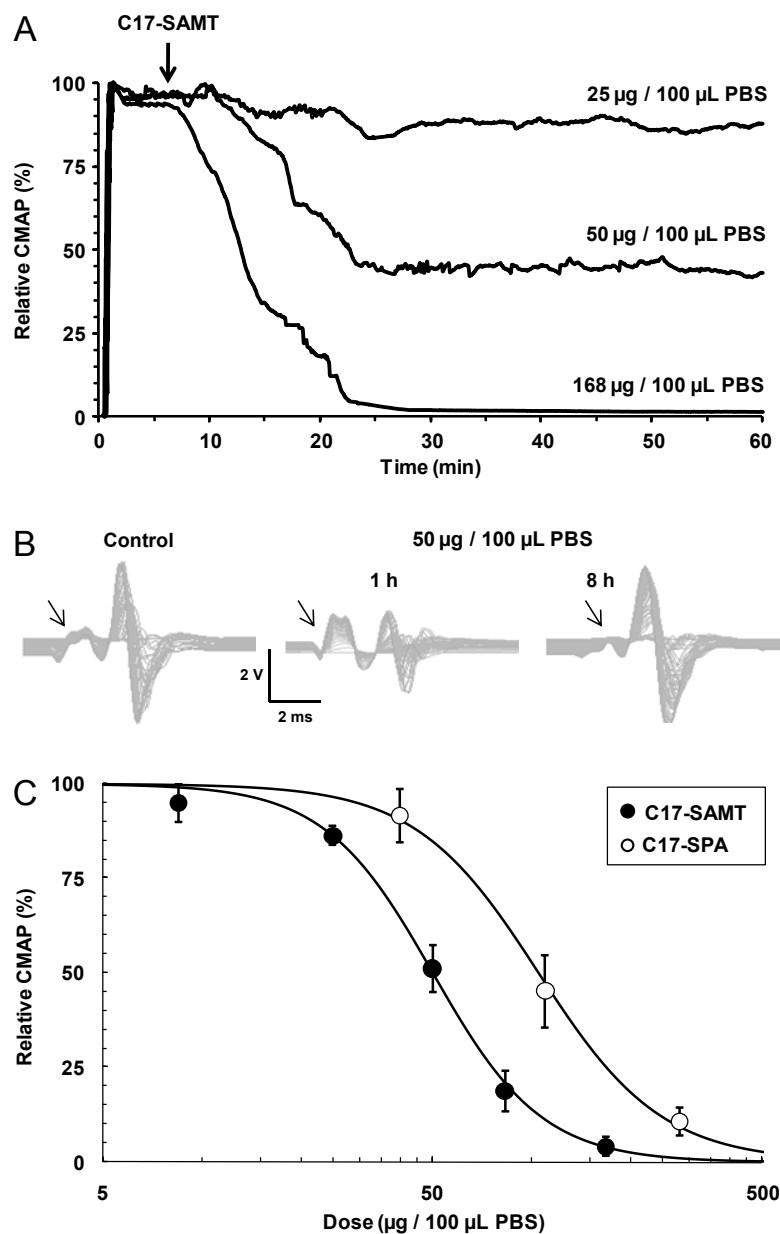 A
C17-SAMT
100
75
50
25
0
Relative CMAP (%)
25 µg / 100 µL PBS
50 µg / 100 µL PBS
168 µg / 100 µL PBS
0 10 20 30 40 50 60
Time (min)
B
Control
50 µg / 100 µL PBS
1 h
8 h
2 V
2 ms
C
100
75
50
25
0
Relative CMAP (%)
C17-SAMT
C17-SPA
5 50 500
Dose (µg / 100 µL PBS)